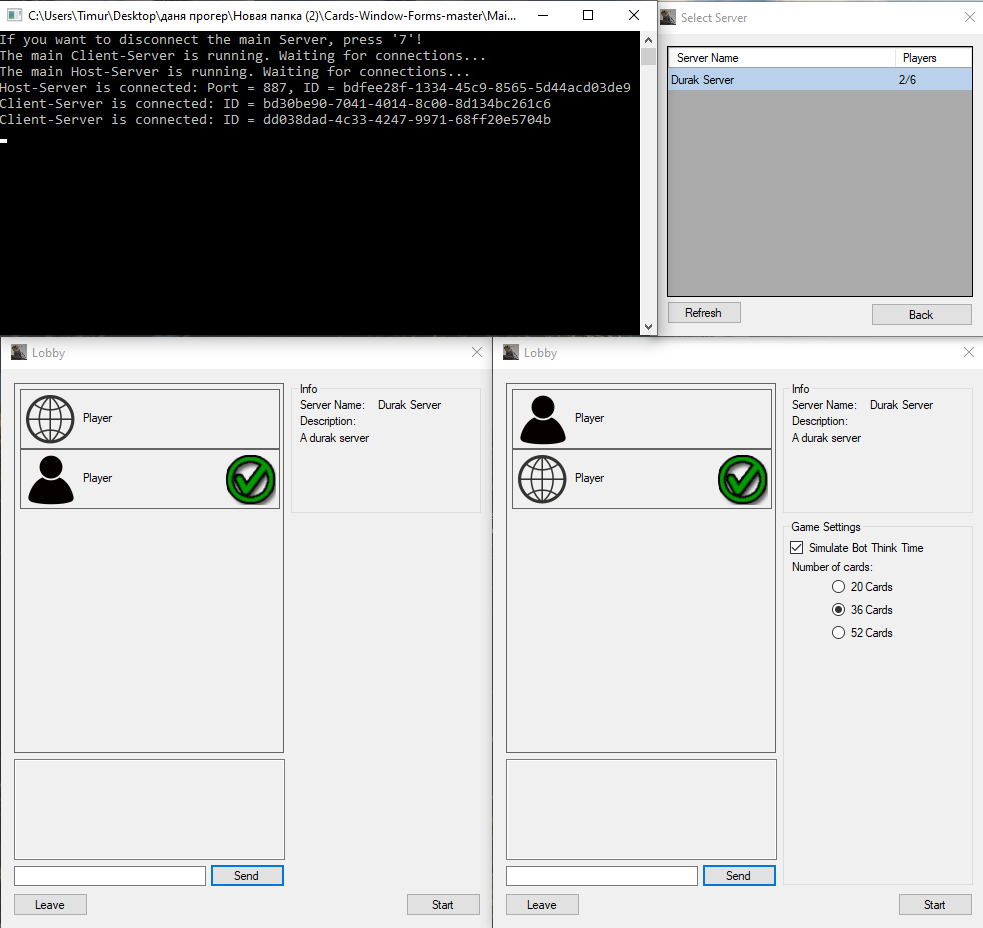 C:\Users\Timur\Desktop\даня прогер\Новая папка (2)\Cards-Window-Forms-master\Mai...
If you want to disconnect the main Server, press '7'!
The main Client-Server is running. Waiting for connections...
The main Host-Server is running. Waiting for connections...
Host-Server is connected: Port = 887, ID = bdfee28f-1334-45c9-8565-5d44acd03de9
Client-Server is connected: ID = bd30be90-7041-4014-8c00-8d134bc261c6
Client-Server is connected: ID = dd038dad-4c33-4247-9971-68ff20e5704b
Select Server
Server Name Players
Durak Server 2/6
Refresh Back
Lobby
Player
Player
Info
Server Name: Durak Server
Description:
A durak server
Send
Leave Start
Lobby
Player
Player
Info
Server Name: Durak Server
Description:
A durak server
Game Settings
Simulate Bot Think Time
Number of cards:
20 Cards
36 Cards
52 Cards
Send
Leave Start